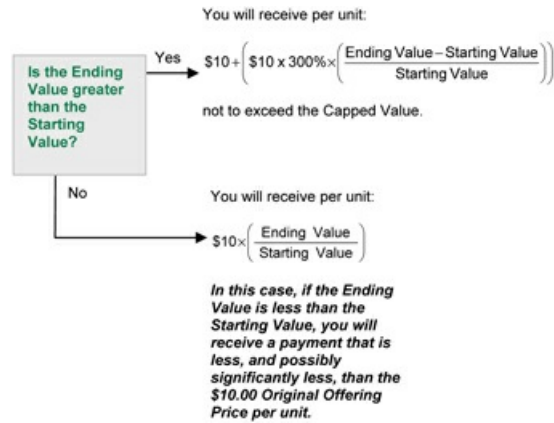 You will receive per unit:
Is the Ending
Value greater
than the
Starting
Value?
Yes
$10+($10 x 300%×(Ending Value–Starting Value
Starting Value))
not to exceed the Capped Value.
No
You will receive per unit:
$10×(Ending Value
Starting Value)
In this case, if the Ending
Value is less than the
Starting Value, you will
receive a payment that is
less, and possibly
significantly less, than the
$10.00 Original Offering
Price per unit.